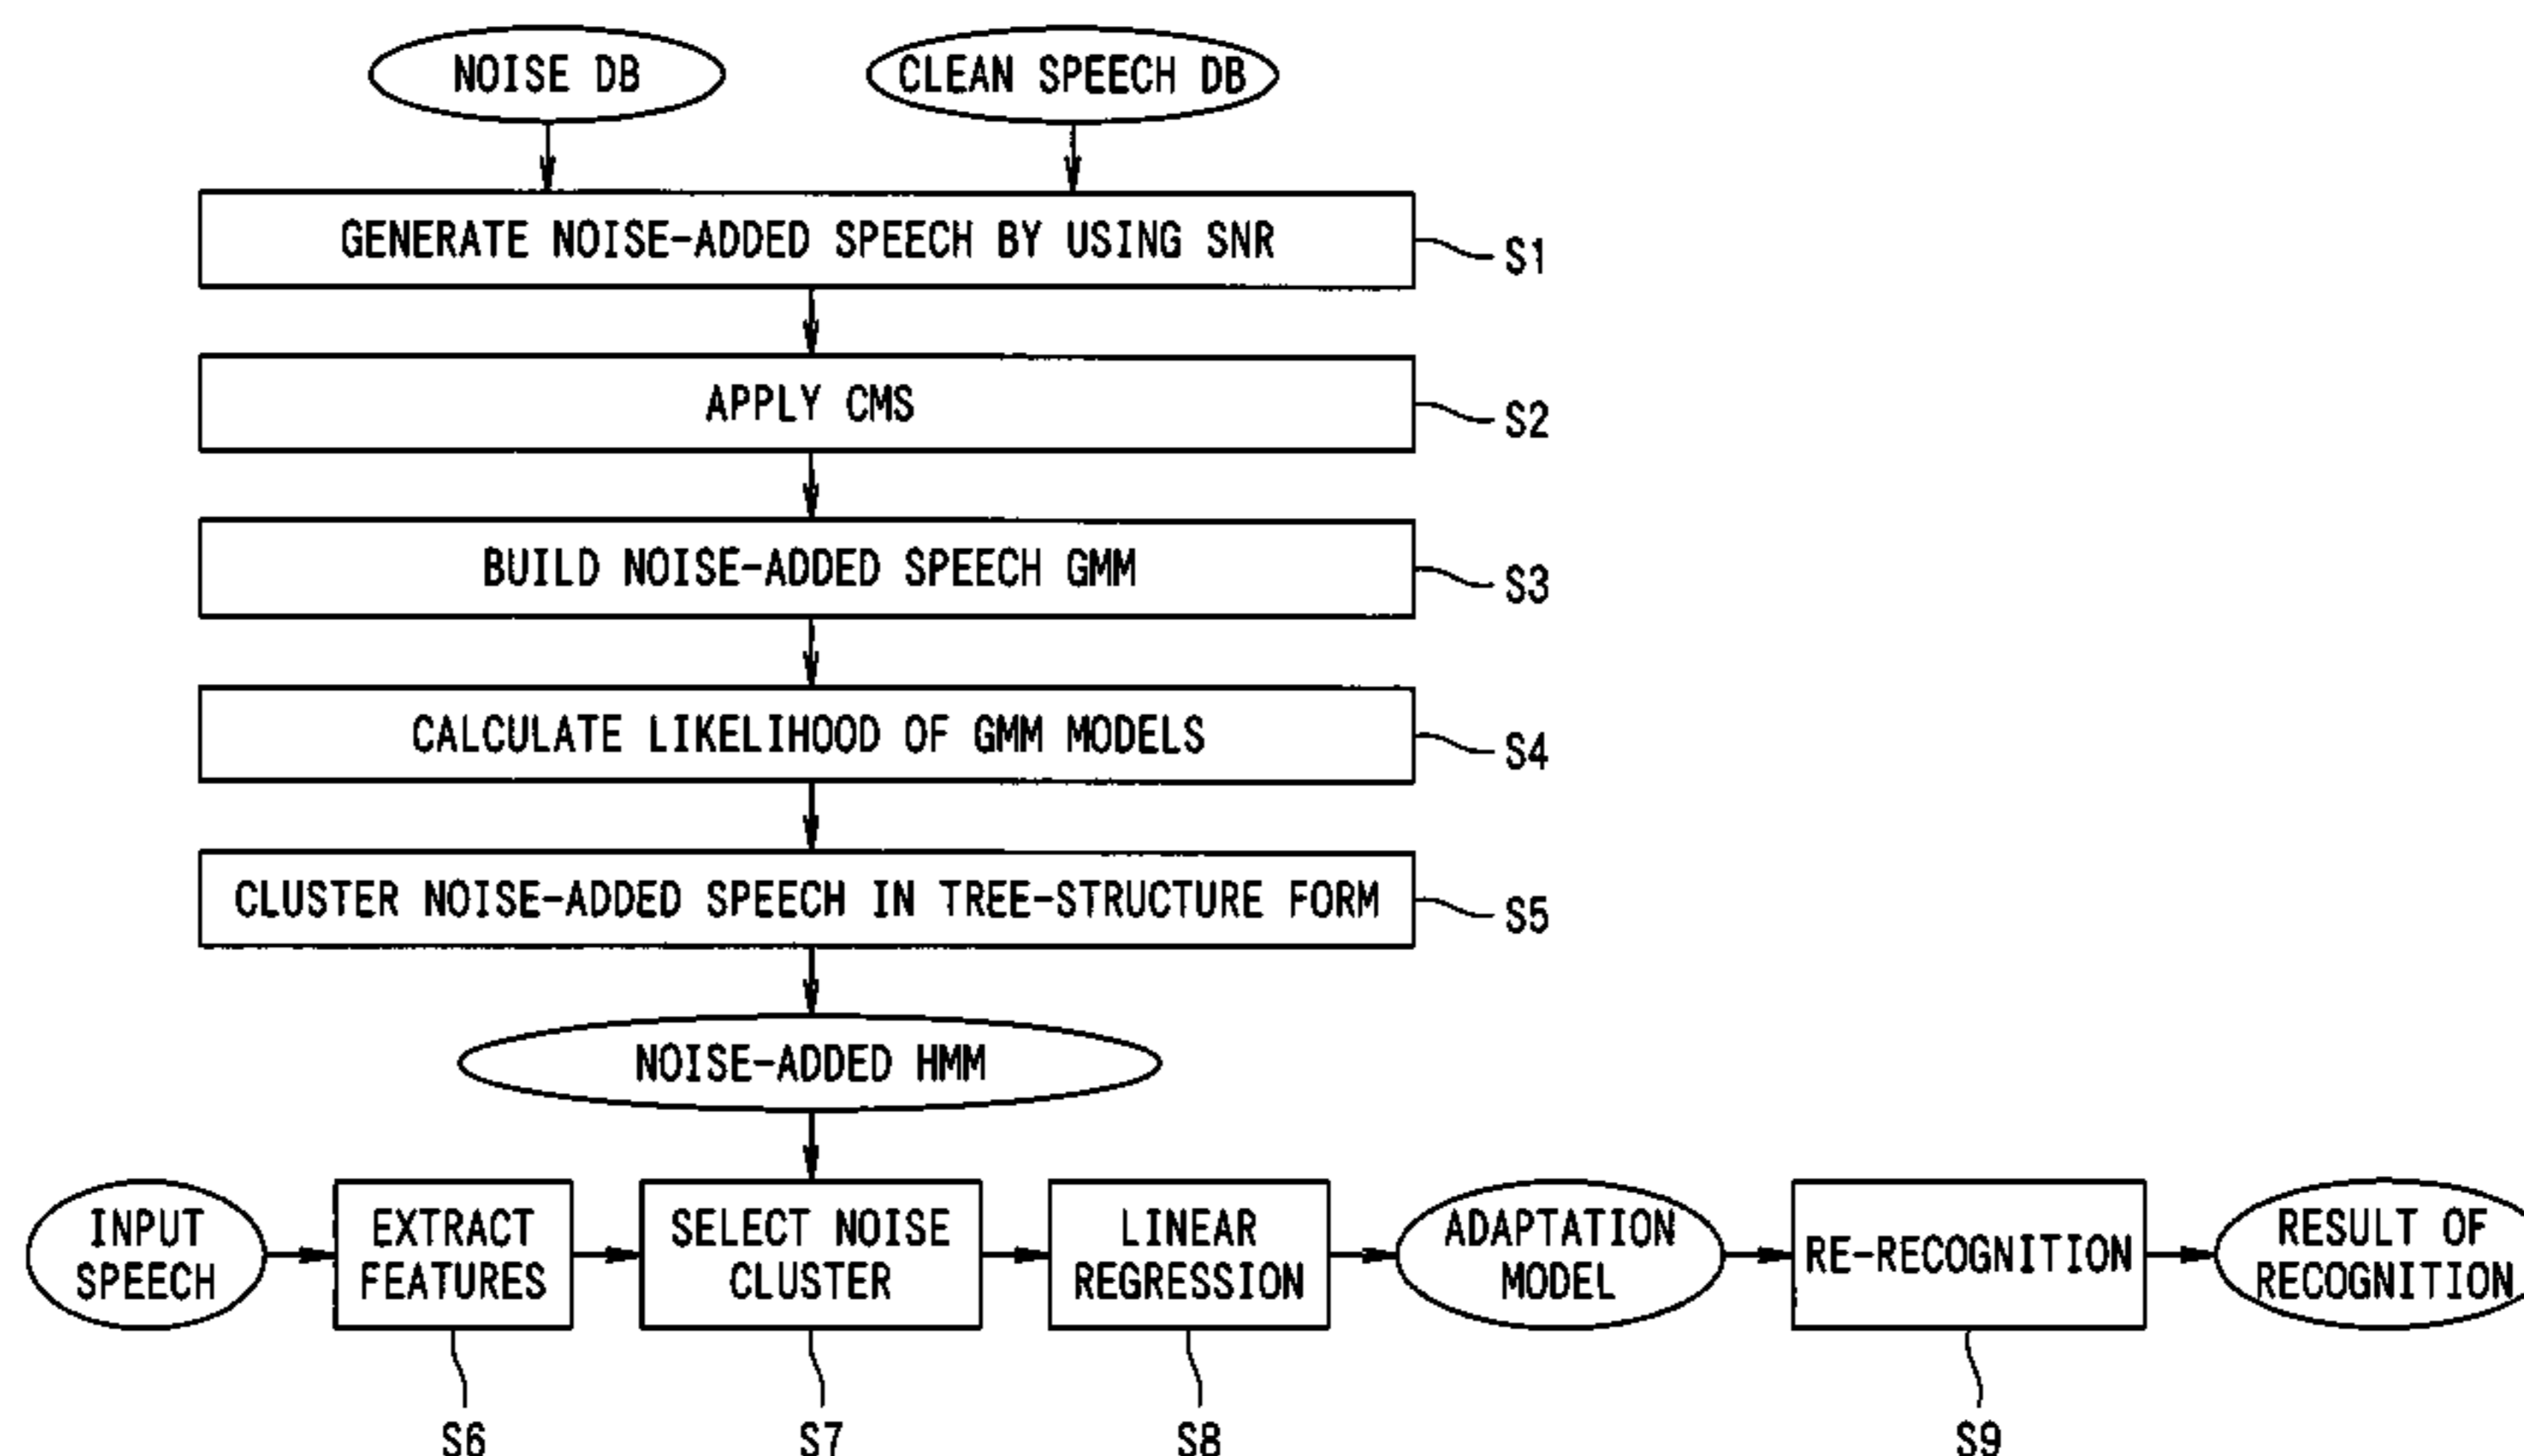 NOISE DB
CLEAN SPEECH DB
GENERATE NOISE-ADDED SPEECH BY USING SNR
S1
APPLY CMS
S2
BUILD NOISE-ADDED SPEECH GMM
S3
CALCULATE LIKELIHOOD OF GMM MODELS
S4
CLUSTER NOISE-ADDED SPEECH IN TREE-STRUCTURE FORM
S5
NOISE-ADDED HMM
INPUT
SPEECH
EXTRACT
FEATURES
SELECT NOISE
CLUSTER
LINEAR
REGRESSION
ADAPTATION
MODEL
RE-RECOGNITION
RESULT OF
RECOGNITION
S6
S7
S8
S9